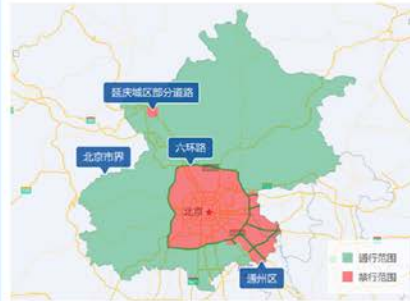 延庆城区部分道路
六环路
北京市界
北京
通州区
通行范围
禁行范围